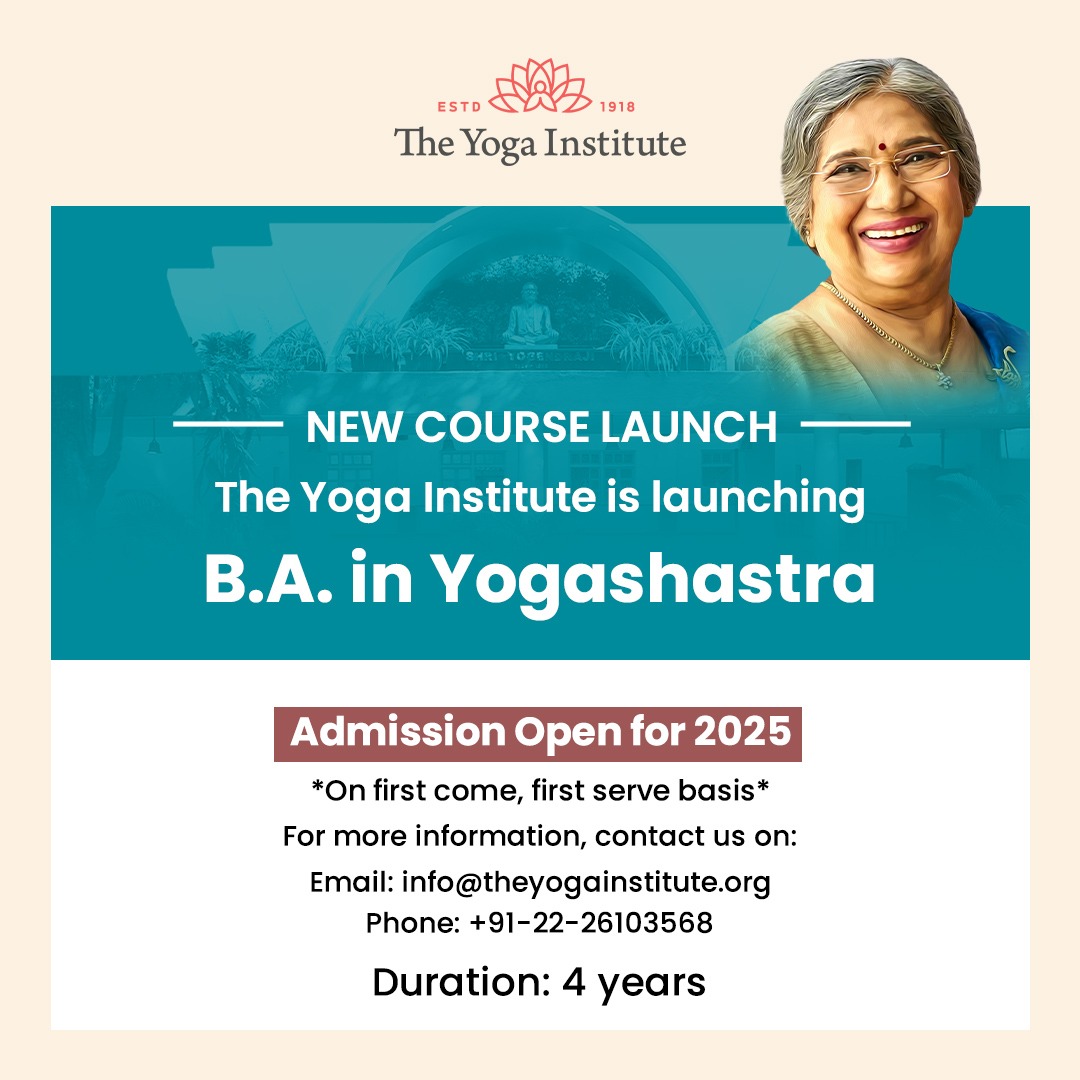 ESTD 1918
The Yoga Institute
SHRI YOGENDRAJI
NEW COURSE LAUNCH
The Yoga Institute is launching
B.A. in Yogashastra
Admission Open for 2025
*On first come, first serve basis*
For more information, contact us on:
Email: info@theyogainstitute.org
Phone: +91-22-26103568
Duration: 4 years